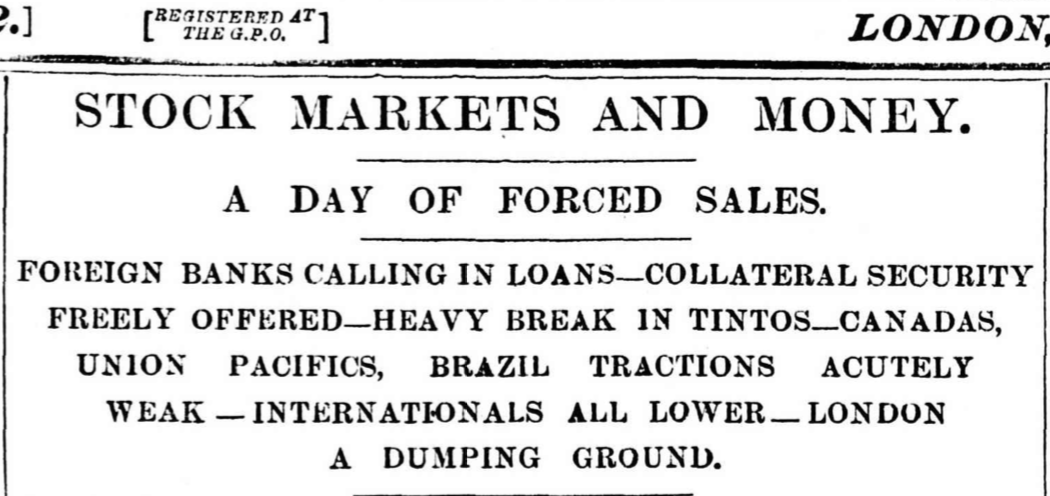 [REGISTERED AT
THE G.P.O.]
LONDON,
STOCK MARKETS AND MONEY.
A DAY OF FORCED SALES.
FOREIGN BANKS CALLING IN LOANS—COLLATERAL SECURITY
FREELY OFFERED—HEAVY BREAK IN TINTOS—CANADAS,
UNION PACIFICS, BRAZIL TRACTIONS ACUTELY
WEAK — INTERNATIONALS ALL LOWER — LONDON
A DUMPING GROUND.